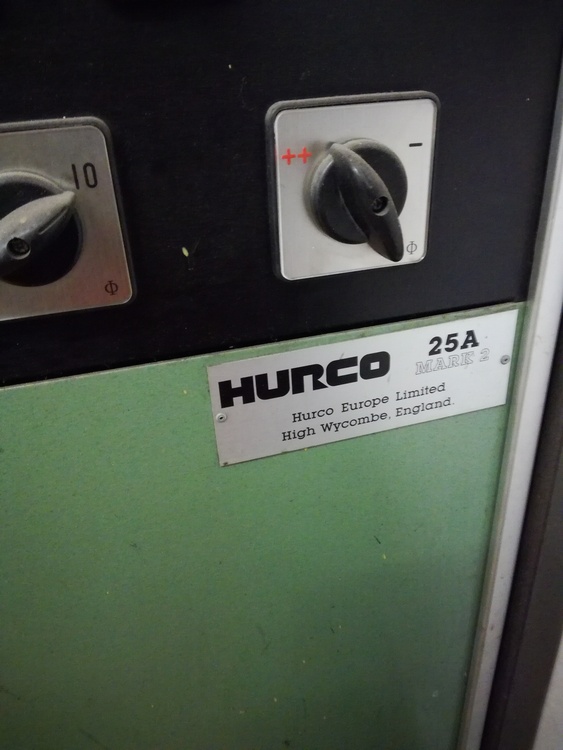 10
Φ
++
-
Φ
HURCO
25A
MARK 2
Hurco Europe Limited
High Wycombe, England.